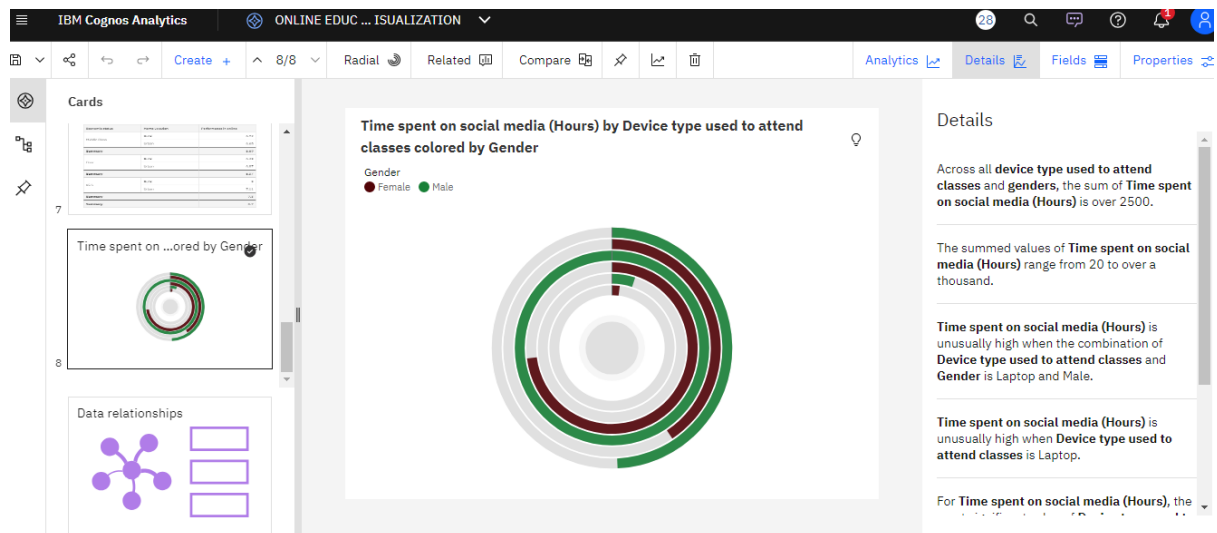 IBM Cognos Analytics
ONLINE EDUC ... ISUALIZATION
28
1
Create +
8/8
Radial
Related
Compare
Analytics
Details
Fields
Properties
Cards
7
Time spent on ...ored by Gender
8
Data relationships
Time spent on social media (Hours) by Device type used to attend
classes colored by Gender
Gender
Female
Male
Details
Across all device type used to attend
classes and genders, the sum of Time spent
on social media (Hours) is over 2500.
The summed values of Time spent on social
media (Hours) range from 20 to over a
thousand.
Time spent on social media (Hours) is
unusually high when the combination of
Device type used to attend classes and
Gender is Laptop and Male.
Time spent on social media (Hours) is
unusually high when Device type used to
attend classes is Laptop.
For Time spent on social media (Hours), the